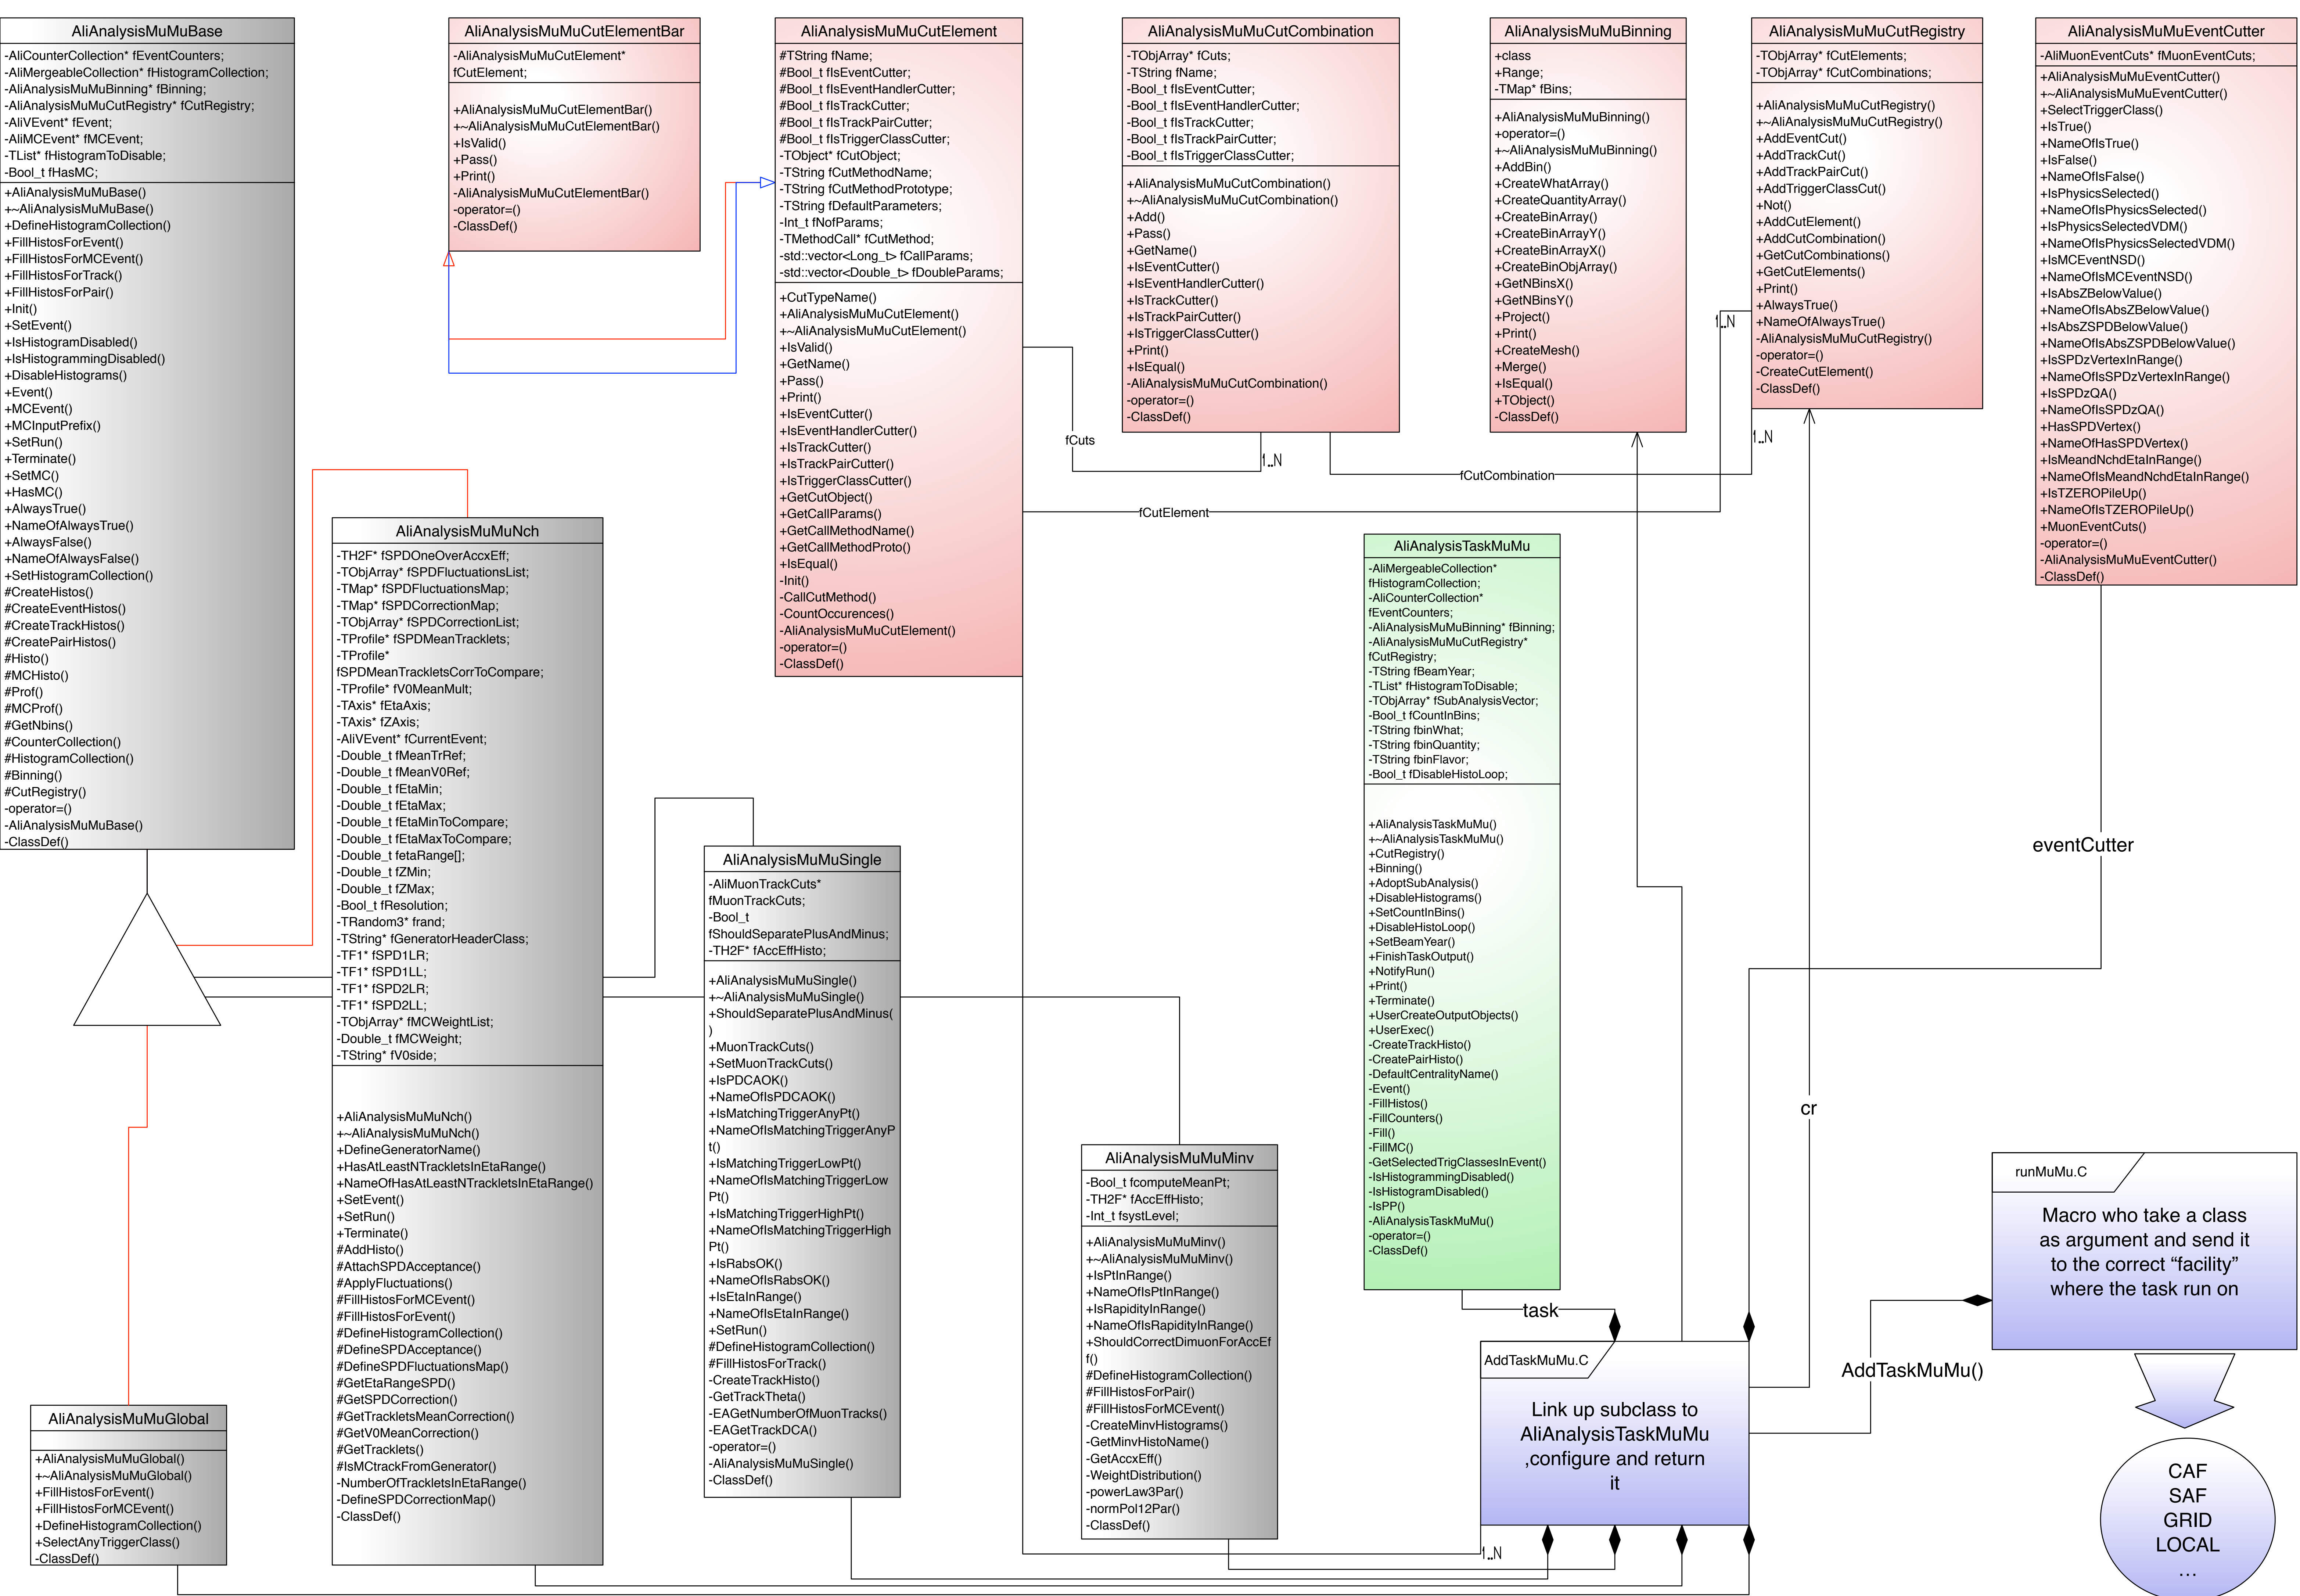 AliAnalysisMuMuBase
-AliCounterCollection* fEventCounters;
-AliMergeableCollection* fHistogramCollection;
-AliAnalysisMuMuBinning* fBinning;
-AliAnalysisMuMuCutRegistry* fCutRegistry;
-AliVEvent* fEvent;
-AliMCEvent* fMCEvent;
-TList* fHistogramToDisable;
-Bool_t fHasMC;
+AliAnalysisMuMuBase()
+~AliAnalysisMuMuBase()
+DefineHistogramCollection()
+FillHistosForEvent()
+FillHistosForMCEvent()
+FillHistosForTrack()
+FillHistosForPair()
+Init()
+SetEvent()
+IsHistogramDisabled()
+IsHistogrammingDisabled()
+DisableHistograms()
+Event()
+MCEvent()
+MCInputPrefix()
+SetRun()
+Terminate()
+SetMC()
+HasMC()
+AlwaysTrue()
+NameOfAlwaysTrue()
+AlwaysFalse()
+NameOfAlwaysFalse()
+SetHistogramCollection()
#CreateHistos()
#CreateEventHistos()
#CreateTrackHistos()
#CreatePairHistos()
#Histo()
#MCHisto()
#Prof()
#MCProf()
#GetNbins()
#CounterCollection()
#HistogramCollection()
#Binning()
#CutRegistry()
-operator=()
-AliAnalysisMuMuBase()
-ClassDef()
AliAnalysisMuMuCutElementBar
-AliAnalysisMuMuCutElement*
fCutElement;
+AliAnalysisMuMuCutElementBar()
+~AliAnalysisMuMuCutElementBar()
+IsValid()
+Pass()
+Print()
-AliAnalysisMuMuCutElementBar()
-operator=()
-ClassDef()
AliAnalysisMuMuCutElement
#TString fName;
#Bool_t fIsEventCutter;
#Bool_t fIsEventHandlerCutter;
#Bool_t fIsTrackCutter;
#Bool_t fIsTrackPairCutter;
#Bool_t fIsTriggerClassCutter;
-TObject* fCutObject;
-TString fCutMethodName;
-TString fCutMethodPrototype;
-TString fDefaultParameters;
-Int_t fNofParams;
-TMethodCall* fCutMethod;
-std::vector<Long_t> fCallParams;
-std::vector<Double_t> fDoubleParams;
+CutTypeName()
+AliAnalysisMuMuCutElement()
+~AliAnalysisMuMuCutElement()
+IsValid()
+GetName()
+Pass()
+Print()
+IsEventCutter()
+IsEventHandlerCutter()
+IsTrackCutter()
+IsTrackPairCutter()
+IsTriggerClassCutter()
+GetCutObject()
+GetCallParams()
+GetCallMethodName()
+GetCallMethodProto()
+IsEqual()
-Init()
-CallCutMethod()
-CountOccurences()
-AliAnalysisMuMuCutElement()
-operator=()
-ClassDef()
AliAnalysisMuMuCutCombination
-TObjArray* fCuts;
-TString fName;
-Bool_t fIsEventCutter;
-Bool_t fIsEventHandlerCutter;
-Bool_t fIsTrackCutter;
-Bool_t fIsTrackPairCutter;
-Bool_t fIsTriggerClassCutter;
+AliAnalysisMuMuCutCombination()
+~AliAnalysisMuMuCutCombination()
+Add()
+Pass()
+GetName()
+IsEventCutter()
+IsEventHandlerCutter()
+IsTrackCutter()
+IsTrackPairCutter()
+IsTriggerClassCutter()
+Print()
+IsEqual()
-AliAnalysisMuMuCutCombination()
-operator=()
-ClassDef()
AliAnalysisMuMuBinning
+class
+Range;
-TMap* fBins;
+AliAnalysisMuMuBinning()
+operator=()
+~AliAnalysisMuMuBinning()
+AddBin()
+CreateWhatArray()
+CreateQuantityArray()
+CreateBinArray()
+CreateBinArrayY()
+CreateBinArrayX()
+CreateBinObjArray()
+GetNBinsX()
+GetNBinsY()
+Project()
+Print()
+CreateMesh()
+Merge()
+IsEqual()
+TObject()
-ClassDef()
AliAnalysisMuMuCutRegistry
-TObjArray* fCutElements;
-TObjArray* fCutCombinations;
+AliAnalysisMuMuCutRegistry()
+~AliAnalysisMuMuCutRegistry()
+AddEventCut()
+AddTrackCut()
+AddTrackPairCut()
+AddTriggerClassCut()
+Not()
+AddCutElement()
+AddCutCombination()
+GetCutCombinations()
+GetCutElements()
+Print()
+AlwaysTrue()
+NameOfAlwaysTrue()
-AliAnalysisMuMuCutRegistry()
-operator=()
-CreateCutElement()
-ClassDef()
AliAnalysisMuMuEventCutter
-AliMuonEventCuts* fMuonEventCuts;
+AliAnalysisMuMuEventCutter()
+~AliAnalysisMuMuEventCutter()
+SelectTriggerClass()
+IsTrue()
+NameOfIsTrue()
+IsFalse()
+NameOfIsFalse()
+IsPhysicsSelected()
+NameOfIsPhysicsSelected()
+IsPhysicsSelectedVDM()
+NameOfIsPhysicsSelectedVDM()
+IsMCEventNSD()
+NameOfIsMCEventNSD()
+IsAbsZBelowValue()
+NameOfIsAbsZBelowValue()
+IsAbsZSPDBelowValue()
+NameOfIsAbsZSPDBelowValue()
+IsSPDzVertexInRange()
+NameOfIsSPDzVertexInRange()
+IsSPDzQA()
+NameOfIsSPDzQA()
+HasSPDVertex()
+NameOfHasSPDVertex()
+IsMeandNchdEtaInRange()
+NameOfIsMeandNchdEtaInRange()
+IsTZEROPileUp()
+NameOfIsTZEROPileUp()
+MuonEventCuts()
-operator=()
-AliAnalysisMuMuEventCutter()
-ClassDef()
1..N
fCuts
1..N
1..N
fCutCombination
fCutElement
AliAnalysisMuMuNch
-TH2F* fSPDOneOverAccxEff;
-TObjArray* fSPDFluctuationsList;
-TMap* fSPDFluctuationsMap;
-TMap* fSPDCorrectionMap;
-TObjArray* fSPDCorrectionList;
-TProfile* fSPDMeanTracklets;
-TProfile*
fSPDMeanTrackletsCorrToCompare;
-TProfile* fV0MeanMult;
-TAxis* fEtaAxis;
-TAxis* fZAxis;
-AliVEvent* fCurrentEvent;
-Double_t fMeanTrRef;
-Double_t fMeanV0Ref;
-Double_t fEtaMin;
-Double_t fEtaMax;
-Double_t fEtaMinToCompare;
-Double_t fEtaMaxToCompare;
-Double_t fetaRange[];
-Double_t fZMin;
-Double_t fZMax;
-Bool_t fResolution;
-TRandom3* frand;
-TString* fGeneratorHeaderClass;
-TF1* fSPD1LR;
-TF1* fSPD1LL;
-TF1* fSPD2LR;
-TF1* fSPD2LL;
-TObjArray* fMCWeightList;
-Double_t fMCWeight;
-TString* fV0side;
+AliAnalysisMuMuNch()
+~AliAnalysisMuMuNch()
+DefineGeneratorName()
+HasAtLeastNTrackletsInEtaRange()
+NameOfHasAtLeastNTrackletsInEtaRange()
+SetEvent()
+SetRun()
+Terminate()
#AddHisto()
#AttachSPDAcceptance()
#ApplyFluctuations()
#FillHistosForMCEvent()
#FillHistosForEvent()
#DefineHistogramCollection()
#DefineSPDAcceptance()
#DefineSPDFluctuationsMap()
#GetEtaRangeSPD()
#GetSPDCorrection()
#GetTrackletsMeanCorrection()
#GetV0MeanCorrection()
#GetTracklets()
#IsMCtrackFromGenerator()
-NumberOfTrackletsInEtaRange()
-DefineSPDCorrectionMap()
-ClassDef()
AliAnalysisMuMuSingle
-AliMuonTrackCuts*
fMuonTrackCuts;
-Bool_t
fShouldSeparatePlusAndMinus;
-TH2F* fAccEffHisto;
+AliAnalysisMuMuSingle()
+~AliAnalysisMuMuSingle()
+ShouldSeparatePlusAndMinus(
)
+MuonTrackCuts()
+SetMuonTrackCuts()
+IsPDCAOK()
+NameOfIsPDCAOK()
+IsMatchingTriggerAnyPt()
+NameOfIsMatchingTriggerAnyP
t()
+IsMatchingTriggerLowPt()
+NameOfIsMatchingTriggerLow
Pt()
+IsMatchingTriggerHighPt()
+NameOfIsMatchingTriggerHigh
Pt()
+IsRabsOK()
+NameOfIsRabsOK()
+IsEtaInRange()
+NameOfIsEtaInRange()
+SetRun()
#DefineHistogramCollection()
#FillHistosForTrack()
-CreateTrackHisto()
-GetTrackTheta()
-EAGetNumberOfMuonTracks()
-EAGetTrackDCA()
-operator=()
-AliAnalysisMuMuSingle()
-ClassDef()
AliAnalysisMuMuMinv
-Bool_t fcomputeMeanPt;
-TH2F* fAccEffHisto;
-Int_t fsystLevel;
+AliAnalysisMuMuMinv()
+~AliAnalysisMuMuMinv()
+IsPtInRange()
+NameOfIsPtInRange()
+IsRapidityInRange()
+NameOfIsRapidityInRange()
+ShouldCorrectDimuonForAccEf
f()
#DefineHistogramCollection()
#FillHistosForPair()
#FillHistosForMCEvent()
-CreateMinvHistograms()
-GetMinvHistoName()
-GetAccxEff()
-WeightDistribution()
-powerLaw3Par()
-normPol12Par()
-ClassDef()
AliAnalysisTaskMuMu
-AliMergeableCollection*
fHistogramCollection;
-AliCounterCollection*
fEventCounters;
-AliAnalysisMuMuBinning* fBinning;
-AliAnalysisMuMuCutRegistry*
fCutRegistry;
-TString fBeamYear;
-TList* fHistogramToDisable;
-TObjArray* fSubAnalysisVector;
-Bool_t fCountInBins;
-TString fbinWhat;
-TString fbinQuantity;
-TString fbinFlavor;
-Bool_t fDisableHistoLoop;
+AliAnalysisTaskMuMu()
+~AliAnalysisTaskMuMu()
+CutRegistry()
+Binning()
+AdoptSubAnalysis()
+DisableHistograms()
+SetCountInBins()
+DisableHistoLoop()
+SetBeamYear()
+FinishTaskOutput()
+NotifyRun()
+Print()
+Terminate()
+UserCreateOutputObjects()
+UserExec()
-CreateTrackHisto()
-CreatePairHisto()
-DefaultCentralityName()
-Event()
-FillHistos()
-FillCounters()
-Fill()
-FillMC()
-GetSelectedTrigClassesInEvent()
-IsHistogrammingDisabled()
-IsHistogramDisabled()
-IsPP()
-AliAnalysisTaskMuMu()
-operator=()
-ClassDef()
eventCutter
cr
task
AliAnalysisMuMuGlobal
+AliAnalysisMuMuGlobal()
+~AliAnalysisMuMuGlobal()
+FillHistosForEvent()
+FillHistosForMCEvent()
+DefineHistogramCollection()
+SelectAnyTriggerClass()
-ClassDef()
AddTaskMuMu.C
Link up subclass to
AliAnalysisTaskMuMu
,configure and return
it
1..N
AddTaskMuMu()
runMuMu.C
Macro who take a class
as argument and send it
to the correct “facility”
where the task run on
CAF
SAF
GRID
LOCAL
...